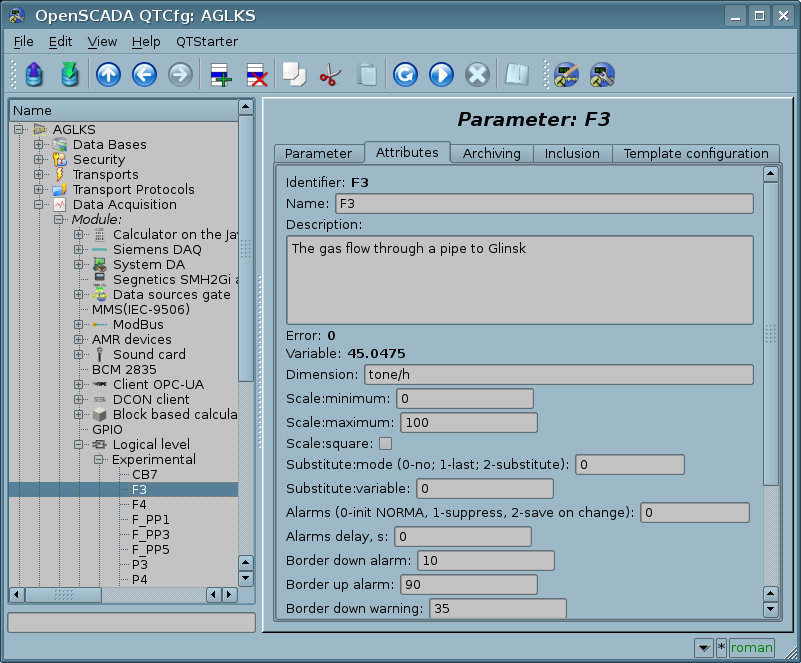 OpenSCADA QTCfg: AGLKS
File Edit View Help QTStarter
Name
AGLKS
Data Bases
Security
Transports
Transport Protocols
Data Acquisition
Module:
Calculator on the Ja
Siemens DAQ
System DA
Segnetics SMH2Gi a
Data sources gate
MMS(IEC-9506)
ModBus
AMR devices
Sound card
BCM 2835
Client OPC-UA
DCON client
Block based calcula
GPIO
Logical level
Experimental
CB7
F3
F4
F_PP1
F_PP3
F_PP5
P3
P4
Parameter: F3
Parameter Attributes Archiving Inclusion Template configuration
Identifier: F3
Name: F3
Description:
The gas flow through a pipe to Glinsk
Error: 0
Variable: 45.0475
Dimension: tone/h
Scale:minimum: 0
Scale:maximum: 100
Scale:square:
Substitute:mode (0-no; 1-last; 2-substitute): 0
Substitute:variable: 0
Alarms (0-init NORMA, 1-suppress, 2-save on change): 0
Alarms delay, s: 0
Border down alarm: 10
Border up alarm: 90
Border down warning: 35
* roman